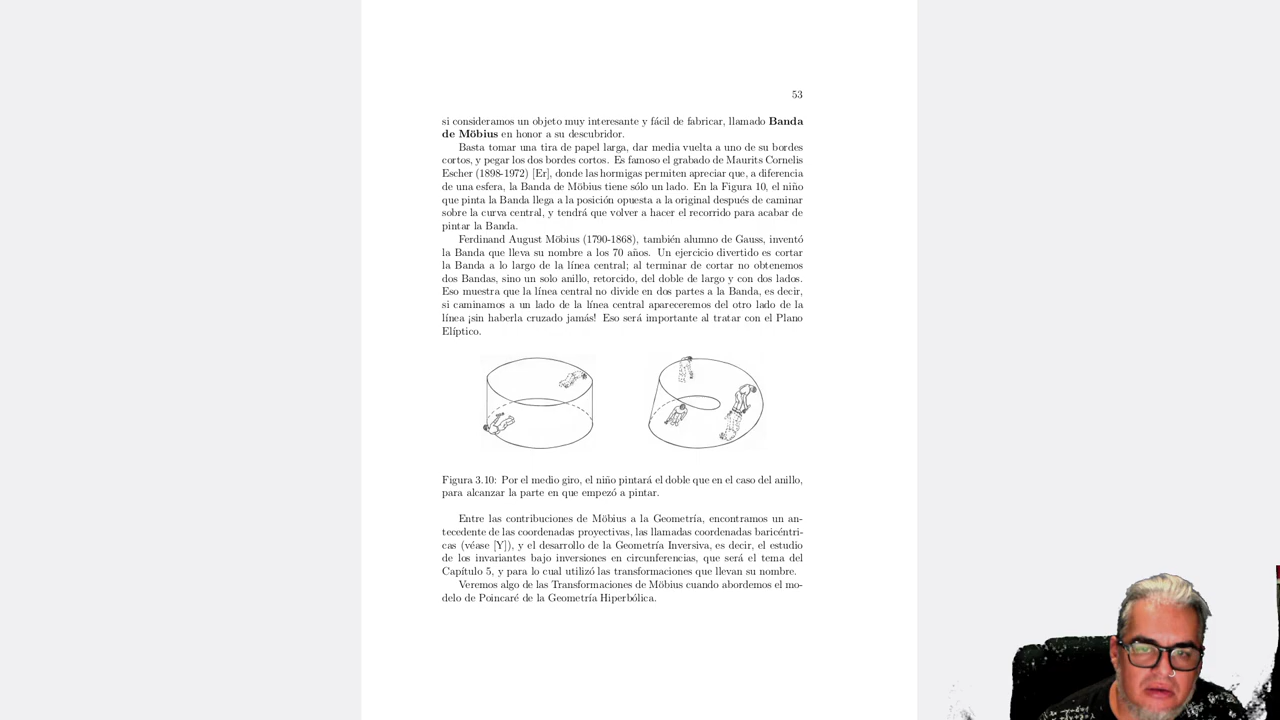 53
si consideramos un objeto muy interesante y fácil de fabricar, llamado Banda
de Möbius en honor a su descubridor.
Basta tomar una tira de papel larga, dar media vuelta a uno de su bordes
cortos, y pegar los dos bordes cortos. Es famoso el grabado de Maurits Cornelis
Escher (1898-1972) [Er], donde las hormigas permiten apreciar que, a diferencia
de una esfera, la Banda de Möbius tiene sólo un lado. En la Figura 10, el niño
que pinta la Banda llega a la posición opuesta a la original después de caminar
sobre la curva central, y tendrá que volver a hacer el recorrido para acabar de
pintar la Banda.
Ferdinand August Möbius (1790-1868), también alumno de Gauss, inventó
la Banda que lleva su nombre a los 70 años. Un ejercicio divertido es cortar
la Banda a lo largo de la línea central; al terminar de cortar no obtenemos
dos Bandas, sino un solo anillo, retorcido, del doble de largo y con dos lados.
Eso muestra que la línea central no divide en dos partes a la Banda, es decir,
si caminamos a un lado de la línea central apareceremos del otro lado de la
línea ¡sin haberla cruzado jamás! Eso será importante al tratar con el Plano
Elíptico.
Figura 3.10: Por el medio giro, el niño pintará el doble que en el caso del anillo,
para alcanzar la parte en que empezó a pintar.
Entre las contribuciones de Möbius a la Geometría, encontramos un an-
tecedente de las coordenadas proyectivas, las llamadas coordenadas baricéntri-
cas (véase [Y]), y el desarrollo de la Geometría Inversiva, es decir, el estudio
de los invariantes bajo inversiones en circunferencias, que será el tema del
Capítulo 5, y para lo cual utilizó las transformaciones que llevan su nombre.
Veremos algo de las Transformaciones de Möbius cuando abordemos el mo-
delo de Poincaré de la Geometría Hiperbólica.